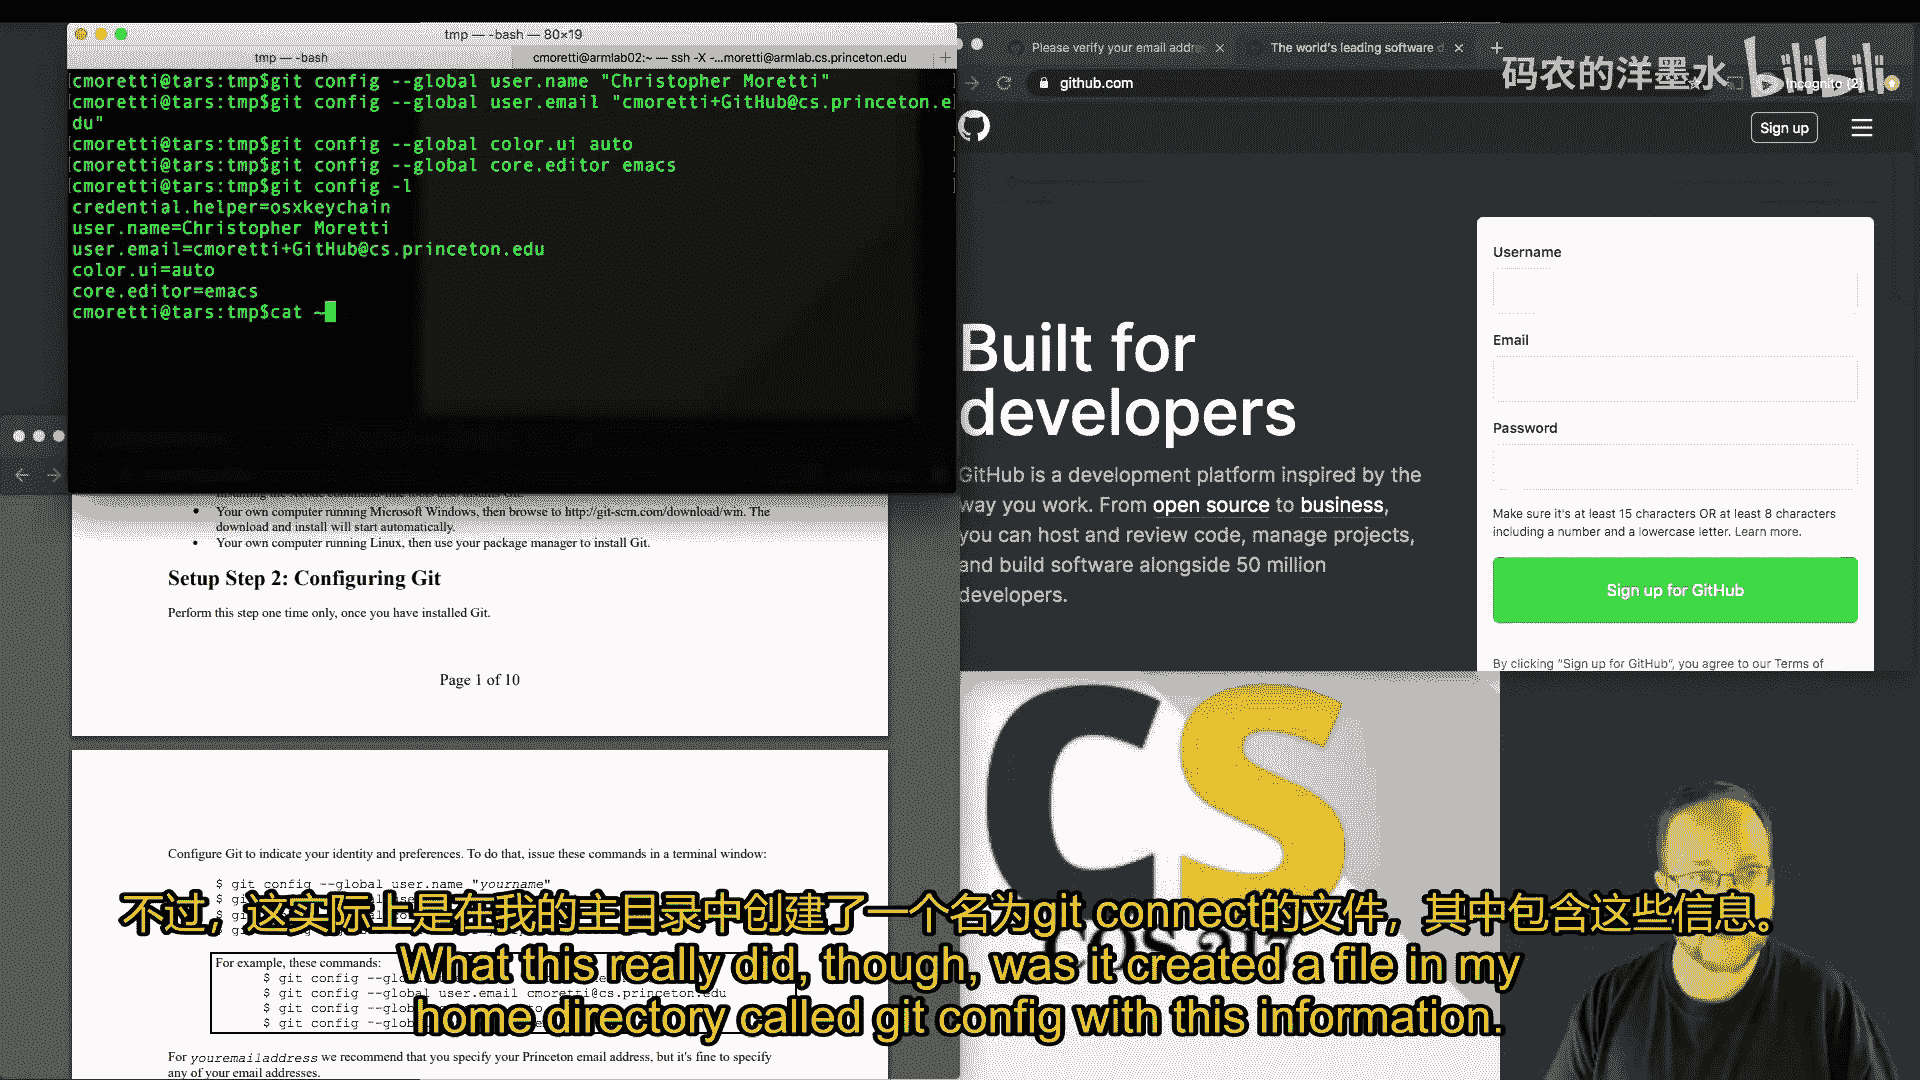 tmp — -bash — 80×19
tmp — -bash
cmoretti@armlab02:~ — ssh -X -...moretti@armlab.cs.princeton.edu
cmoretti@tars:tmp$git config --global user.name "Christopher Moretti"
cmoretti@tars:tmp$git config --global user.email "cmoretti+GitHub@cs.princeton.e
du"
cmoretti@tars:tmp$git config --global color.ui auto
cmoretti@tars:tmp$git config --global core.editor emacs
cmoretti@tars:tmp$git config -l
credential.helper=osxkeychain
user.name=Christopher Moretti
user.email=cmoretti+GitHub@cs.princeton.edu
color.ui=auto
core.editor=emacs
cmoretti@tars:tmp$cat ~
Please verify your email addre
The world's leading software d
github.com
Incognito (2)
码农的洋墨水
bilibili
Sign up
Built for
developers
GitHub is a development platform inspired by the
way you work. From open source to business,
you can host and review code, manage projects,
and build software alongside 50 million
developers.
Username
Email
Password
Make sure it's at least 15 characters OR at least 8 characters
including a number and a lowercase letter. Learn more.
Sign up for GitHub
By clicking "Sign up for GitHub", you agree to our Terms of
• Your own computer running Microsoft Windows, then browse to http://git-scm.com/download/win. The
download and install will start automatically.
• Your own computer running Linux, then use your package manager to install Git.
Setup Step 2: Configuring Git
Perform this step one time only, once you have installed Git.
Page 1 of 10
Configure Git to indicate your identity and preferences. To do that, issue these commands in a terminal window:
$ git config --global user.name "yourname"
For example, these commands:
$ git config --glo
$ git config --global user.email cmoretti@cs.princeton.edu
$ git config --glob
$ git config --glob
For youremailaddress we recommend that you specify your Princeton email address, but it's fine to specify
any of your email addresses.
CS
不过，这实际上是在我的主目录中创建了一个名为git connect的文件，其中包含这些信息。
What this really did, though, was it created a file in my
home directory called git config with this information.